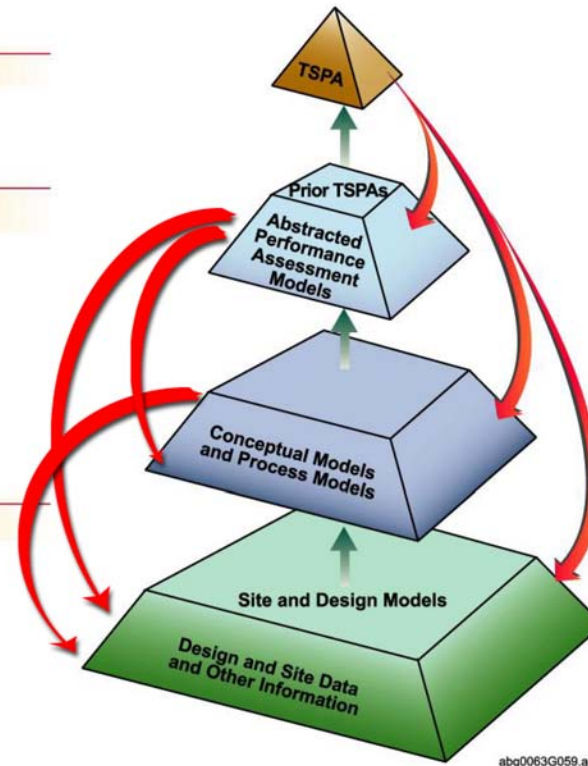 TSPA
Prior TSPAs
Abstracted
Performance
Assessment
Models
Conceptual Models
and Process Models
Site and Design Models
Design and Site Data
and Other Information
abq0063G059.a